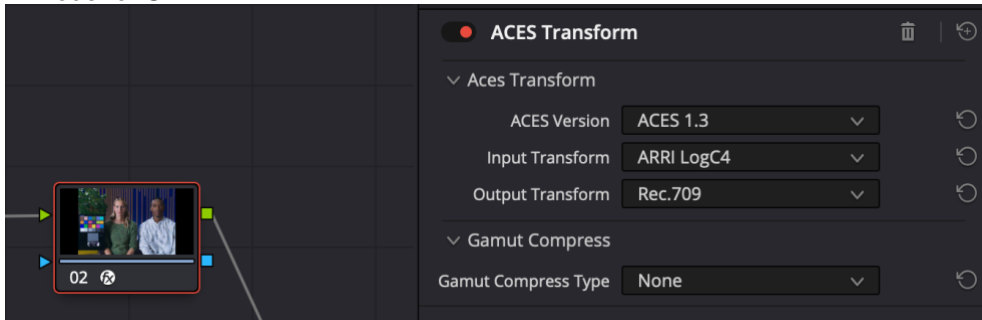 ACES Transform
Aces Transform
ACES Version ACES 1.3
Input Transform ARRI LogC4
Output Transform Rec.709
Gamut Compress
Gamut Compress Type None
02